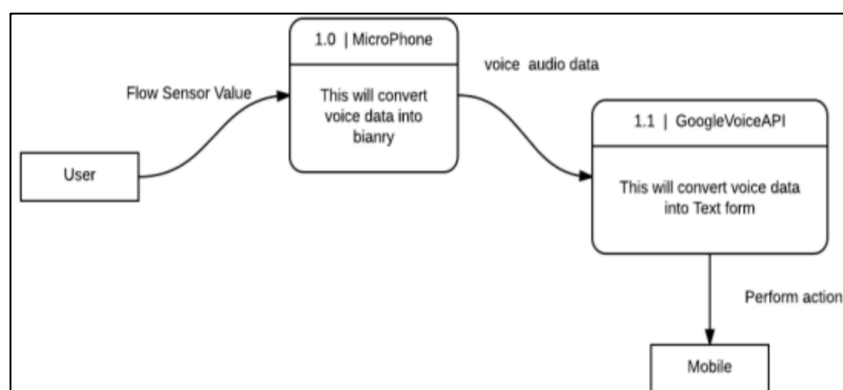 1.0 | MicroPhone
voice audio data
Flow Sensor Value
This will convert
voice data into
bianry
1.1 | GoogleVoiceAPI
User
This will convert voice data
into Text form
Perform action
Mobile